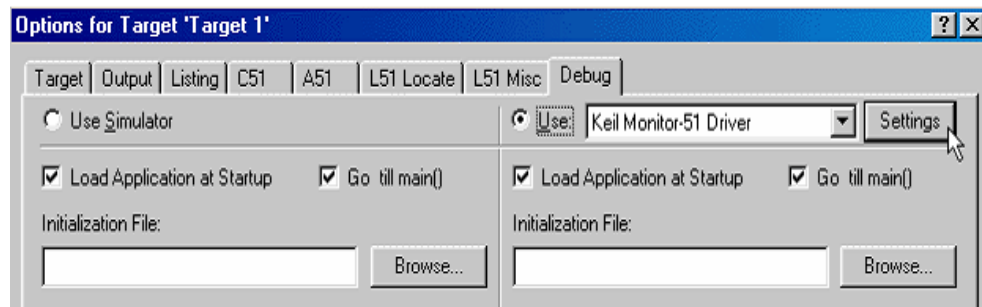 Options for Target 'Target 1'
Target Output Listing C51 A51 L51 Locate L51 Misc Debug
Use Simulator Use: Keil Monitor-51 Driver Settings
Load Application at Startup Go till main() Load Application at Startup Go till main()
Initialization File: Initialization File:
Browse... Browse...